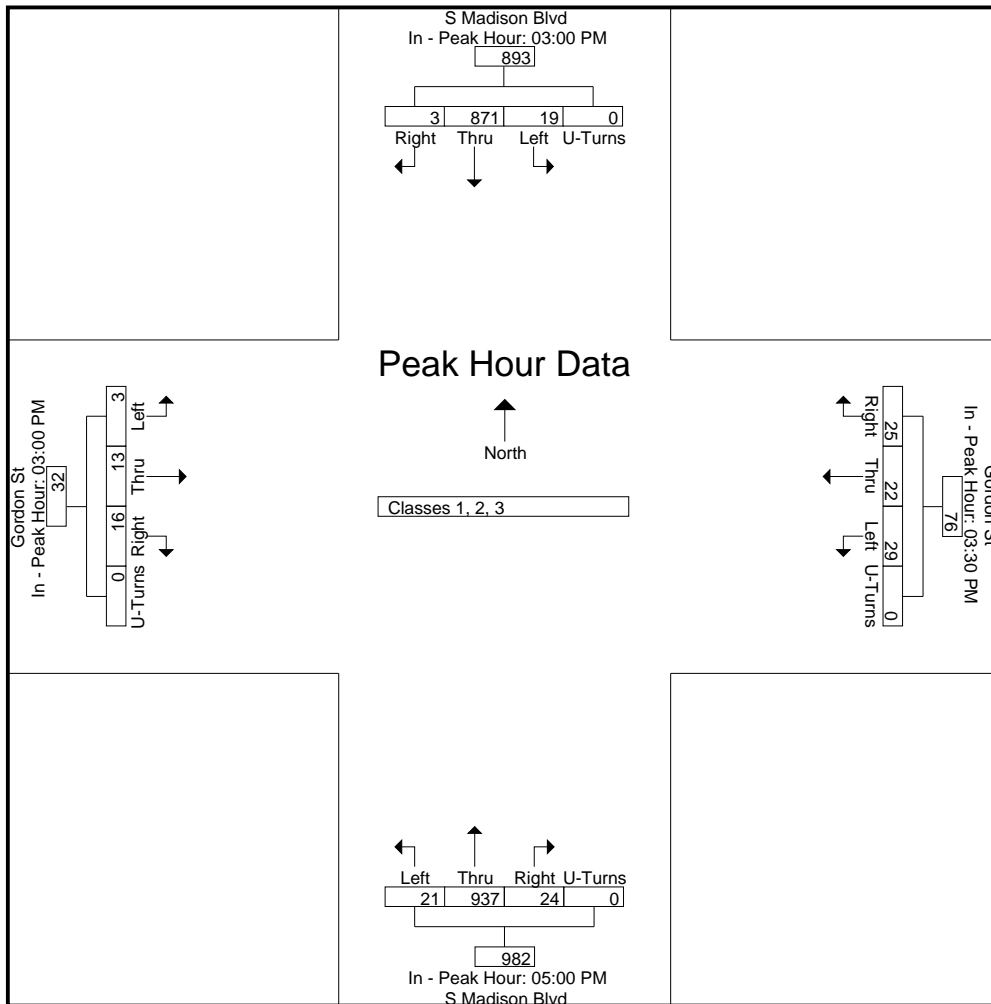 S Madison Blvd
In - Peak Hour: 03:00 PM
893
3 871 19 0
Right Thru Left U-Turns
Peak Hour Data
North
Classes 1, 2, 3
Gordon St
In - Peak Hour: 03:00 PM
32
3 13 16 0
Left Thru Right U-Turns
Gordon St
In - Peak Hour: 03:30 PM
76
25 22 29 0
Right Thru Left U-Turns
Left Thru Right U-Turns
21 937 24 0
982
In - Peak Hour: 05:00 PM
S Madison Blvd